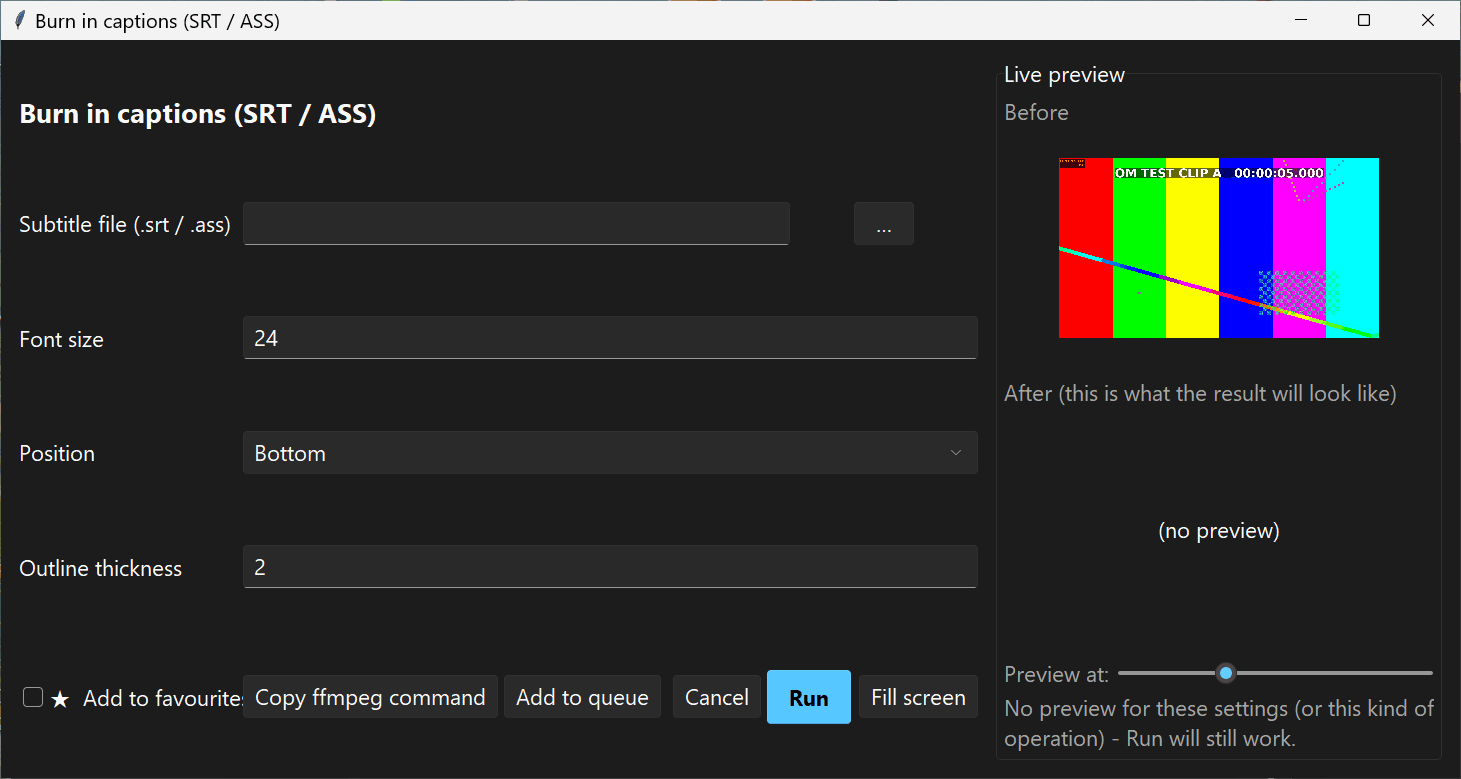 Burn in captions (SRT / ASS)
Burn in captions (SRT / ASS)
Subtitle file (.srt / .ass)
...
Font size
24
Position
Bottom
Outline thickness
2
★ Add to favourites
Copy ffmpeg command
Add to queue
Cancel
Run
Fill screen
Live preview
Before
OM TEST CLIP A 00:00:05.000
After (this is what the result will look like)
(no preview)
Preview at:
No preview for these settings (or this kind of
operation) - Run will still work.